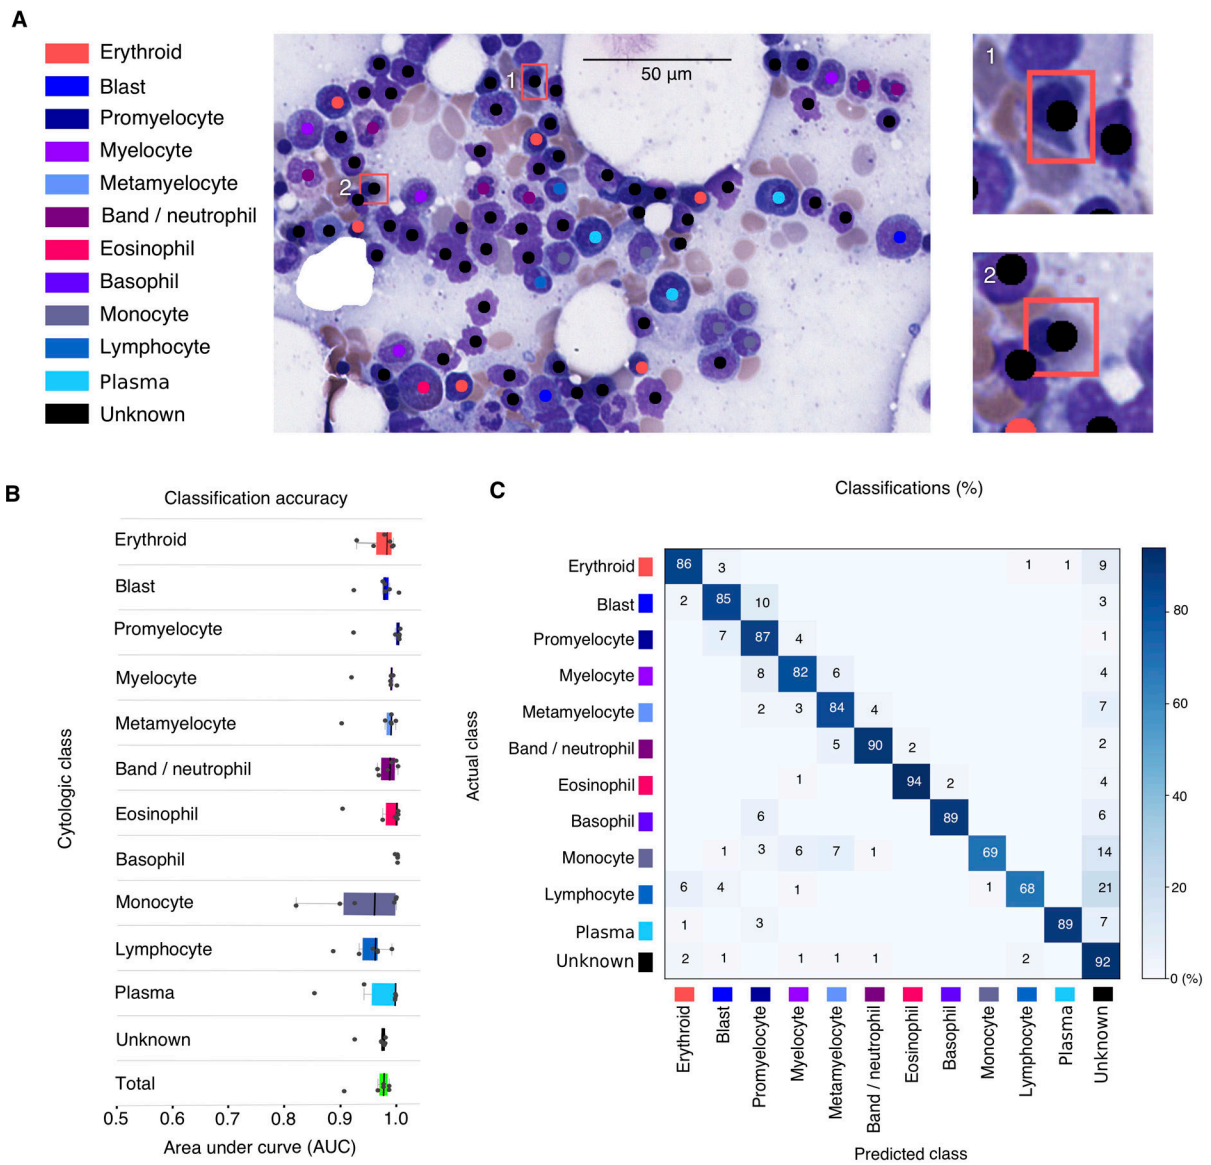 A
Erythroid
Blast
Promyelocyte
Myelocyte
Metamyelocyte
Band / neutrophil
Eosinophil
Basophil
Monocyte
Lymphocyte
Plasma
Unknown
50 µm
1
2
1
2
B
Classification accuracy
Cytologic class
Erythroid
Blast
Promyelocyte
Myelocyte
Metamyelocyte
Band / neutrophil
Eosinophil
Basophil
Monocyte
Lymphocyte
Plasma
Unknown
Total
0.5 0.6 0.7 0.8 0.9 1.0
Area under curve (AUC)
C
Classifications (%)
Actual class
Erythroid 86 3 1 1 9
Blast 2 85 10 3
Promyelocyte 7 87 4 1
Myelocyte 8 82 6 4
Metamyelocyte 2 3 84 4 7
Band / neutrophil 5 90 2 2
Eosinophil 1 94 2 4
Basophil 6 89 6
Monocyte 1 3 6 7 1 69 14
Lymphocyte 6 4 1 1 68 21
Plasma 1 3 89 7
Unknown 2 1 1 1 1 2 92
Erythroid
Blast
Promyelocyte
Myelocyte
Metamyelocyte
Band / neutrophil
Eosinophil
Basophil
Monocyte
Lymphocyte
Plasma
Unknown
Predicted class
80
60
40
20
0 (%)